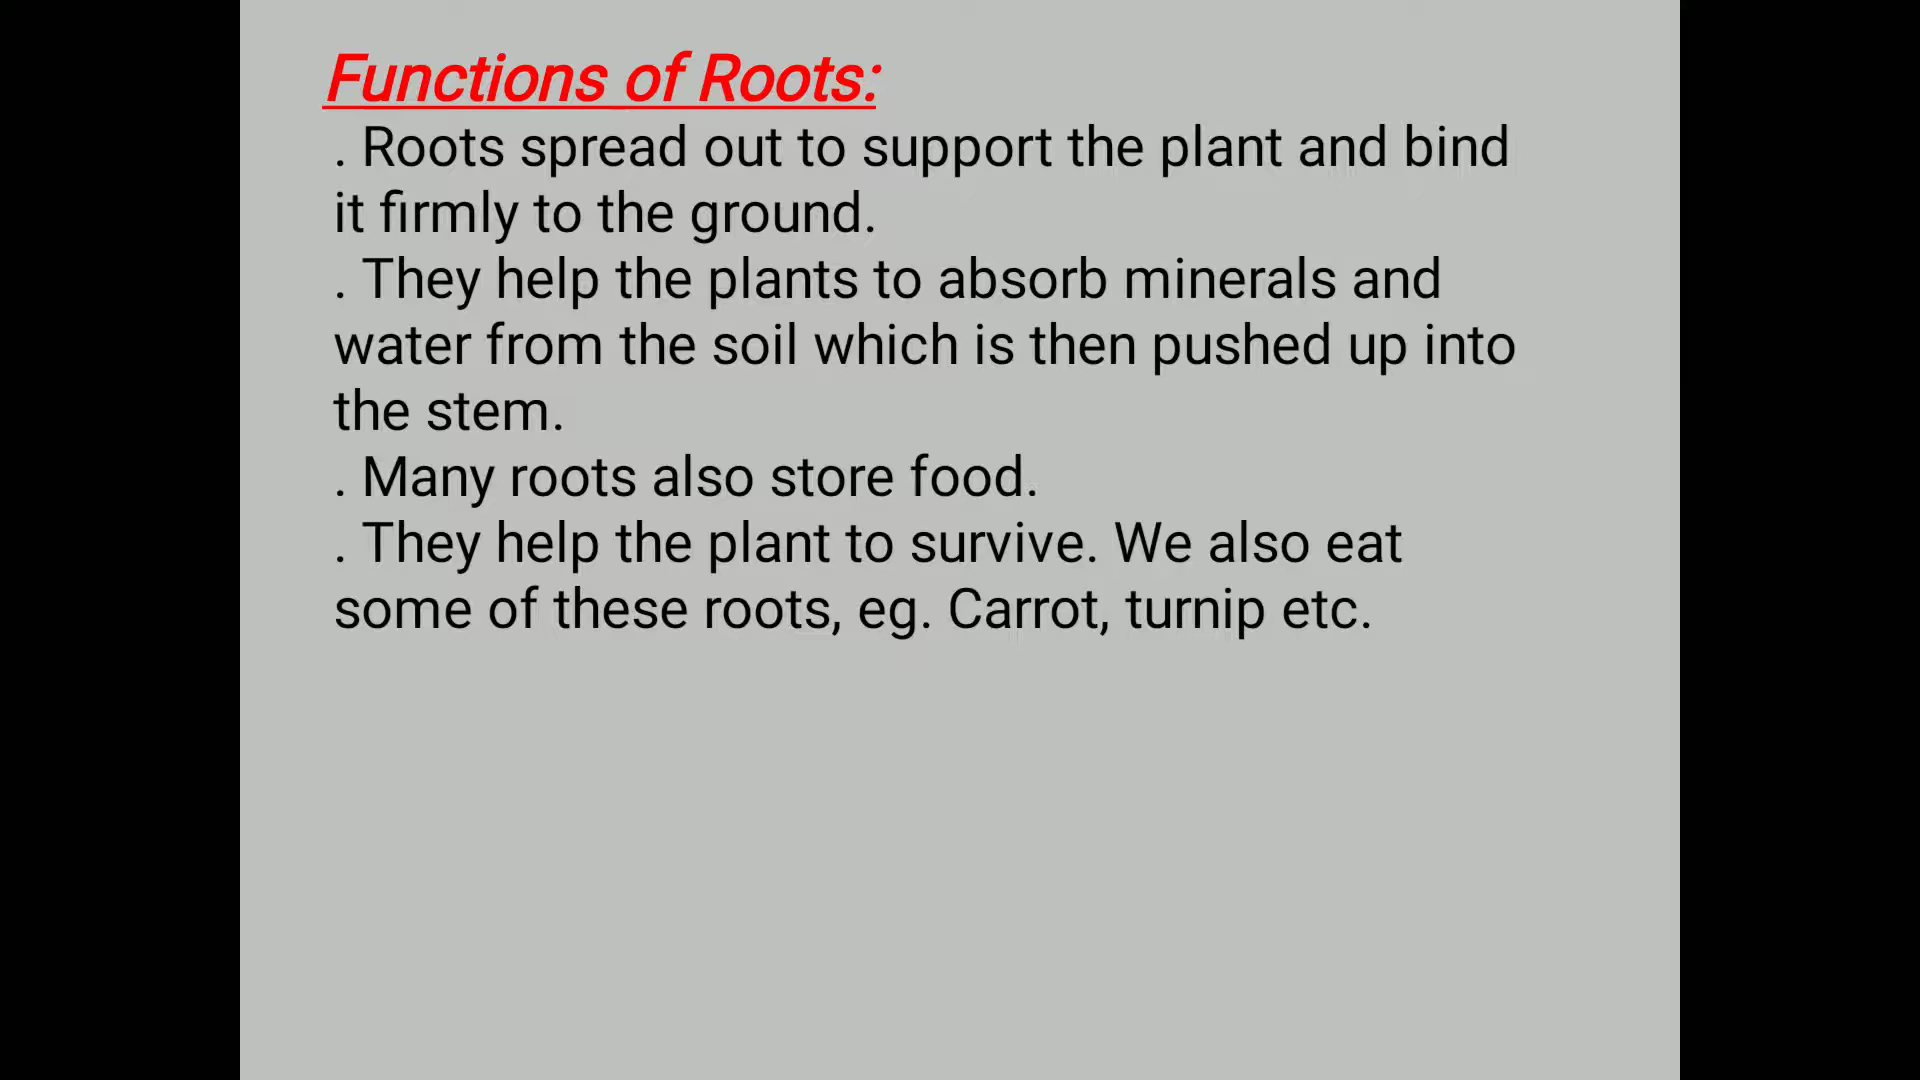 Functions of Roots:
. Roots spread out to support the plant and bind
it firmly to the ground.
. They help the plants to absorb minerals and
water from the soil which is then pushed up into
the stem.
. Many roots also store food.
. They help the plant to survive. We also eat
some of these roots, eg. Carrot, turnip etc.